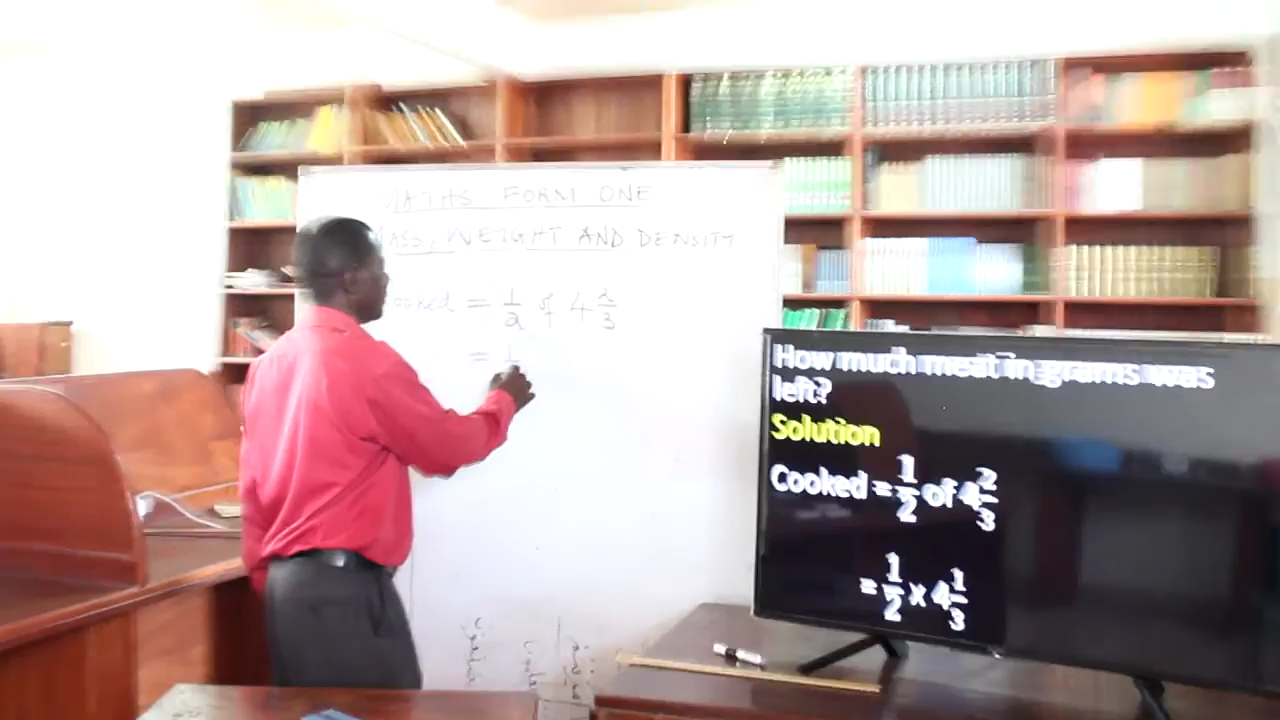 MATHS FORM ONE
MASS, WEIGHT AND DENSITY
Cooked = 1/2 of 4 2/3
= 1
How much meat in grams was
left?
Solution
Cooked = 1/2 of 4 2/3
= 1/2 × 4 1/3